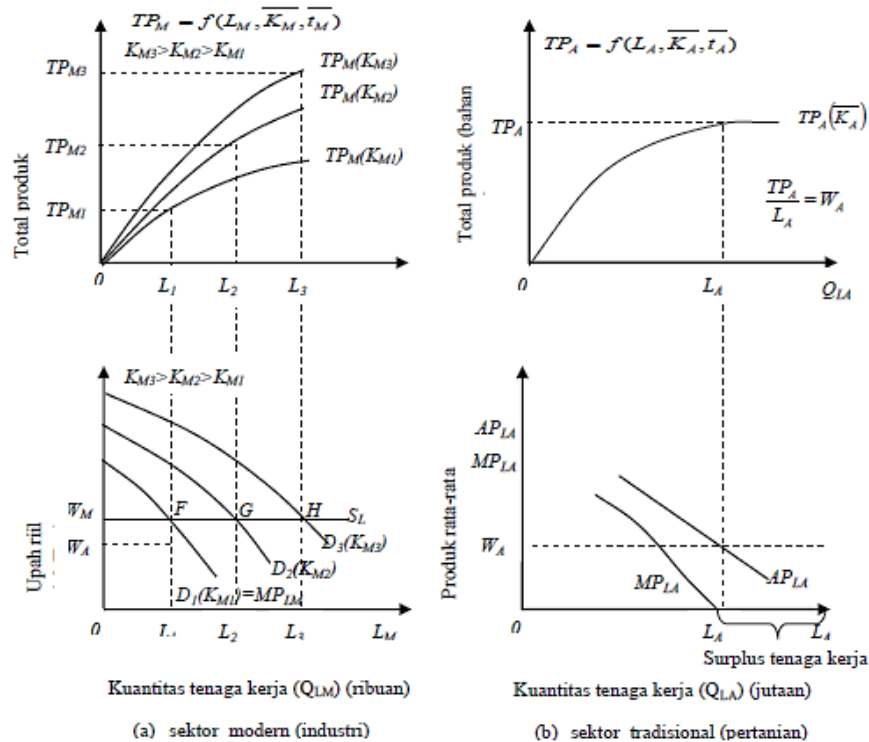 TP_M = f(L_M, K̅_M̅, t̅_M̅)
K_M3>K_M2>K_M1
TP_M3
TP_M(K_M3)
TP_M(K_M2)
TP_M2
TP_M(K_M1)
TP_M1
Total produk
0
L_1
L_2
L_3
TP_A = f(L_A, K̅_A̅, t̅_A̅)
Total produk (bahan
TP_A
TP_A(K̅_A̅)
TP_A / L_A = W_A
0
L_A
Q_LA
K_M3>K_M2>K_M1
Upah riil
W_M
W_A
F
G
H
S_L
D_3(K_M3)
D_2(K_M2)
D_1(K_M1)=MP_LM
0
L_2
L_3
L_M
Kuantitas tenaga kerja (Q_LM) (ribuan)
(a) sektor modern (industri)
AP_LA
MP_LA
Produk rata-rata
W_A
MP_LA
AP_LA
0
L_A
L_A
Surplus tenaga kerja
Kuantitas tenaga kerja (Q_LA) (jutaan)
(b) sektor tradisional (pertanian)